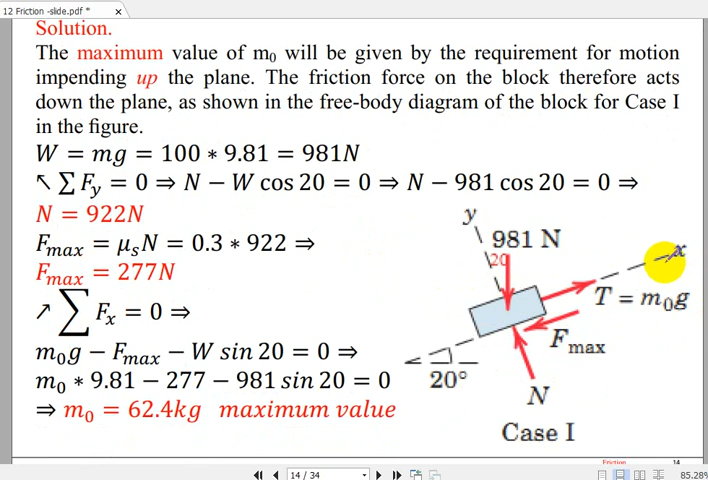 12 Friction -slide.pdf * ×
Solution.
The maximum value of m₀ will be given by the requirement for motion
impending up the plane. The friction force on the block therefore acts
down the plane, as shown in the free-body diagram of the block for Case I
in the figure.
W = mg = 100 * 9.81 = 981N
↖ ∑ F_y = 0 ⇒ N − W cos 20 = 0 ⇒ N − 981 cos 20 = 0 ⇒
N = 922N
F_max = μ_s N = 0.3 * 922 ⇒
F_max = 277N
↗ ∑ F_x = 0 ⇒
m₀g − F_max − W sin 20 = 0 ⇒
m₀ * 9.81 − 277 − 981 sin 20 = 0
⇒ m₀ = 62.4kg maximum value
y
981 N
20
x
T = m₀g
F_max
20°
N
Case I
Friction 14
14 / 34
85.28%